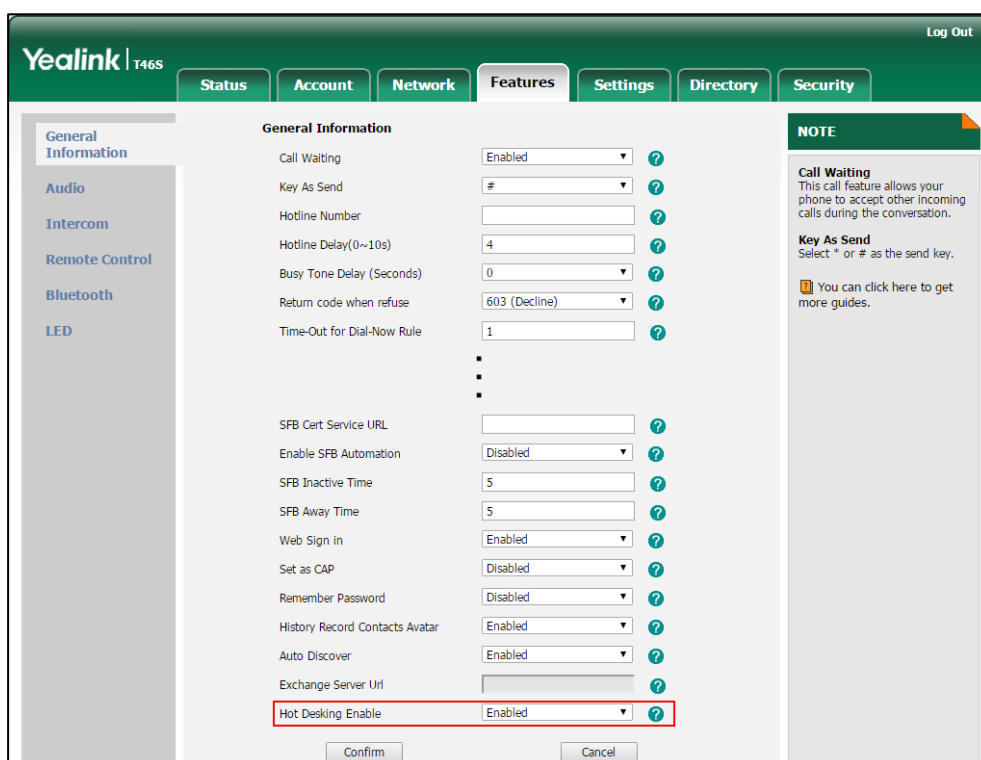 Log Out
Yealink T46S
Status Account Network Features Settings Directory Security
General Information
Audio
Intercom
Remote Control
Bluetooth
LED
General Information
Call Waiting Enabled
Key As Send #
Hotline Number
Hotline Delay(0~10s) 4
Busy Tone Delay (Seconds) 0
Return code when refuse 603 (Decline)
Time-Out for Dial-Now Rule 1
SFB Cert Service URL
Enable SFB Automation Disabled
SFB Inactive Time 5
SFB Away Time 5
Web Sign in Enabled
Set as CAP Disabled
Remember Password Disabled
History Record Contacts Avatar Enabled
Auto Discover Enabled
Exchange Server Url
Hot Desking Enable Enabled
Confirm Cancel
NOTE
Call Waiting
This call feature allows your
phone to accept other incoming
calls during the conversation.
Key As Send
Select * or # as the send key.
You can click here to get
more guides.